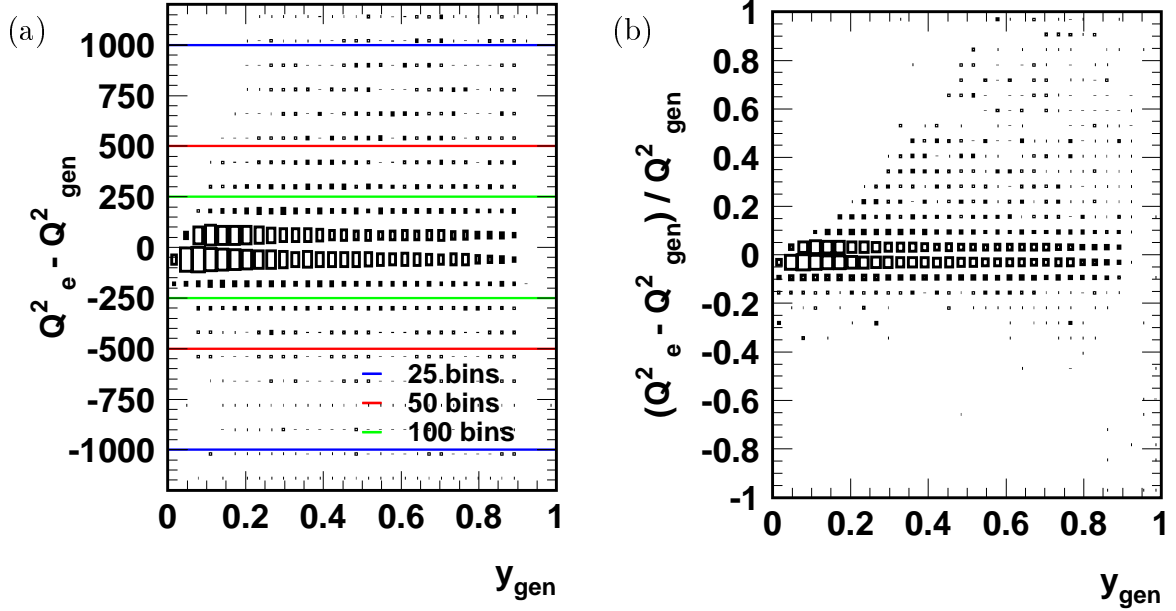 (a)
Q²e - Q²gen
1000
750
500
250
0
-250
-500
-750
-1000
25 bins
50 bins
100 bins
0 0.2 0.4 0.6 0.8 1
ygen
(b)
(Q²e - Q²gen) / Q²gen
1
0.8
0.6
0.4
0.2
0
-0.2
-0.4
-0.6
-0.8
-1
0 0.2 0.4 0.6 0.8 1
ygen